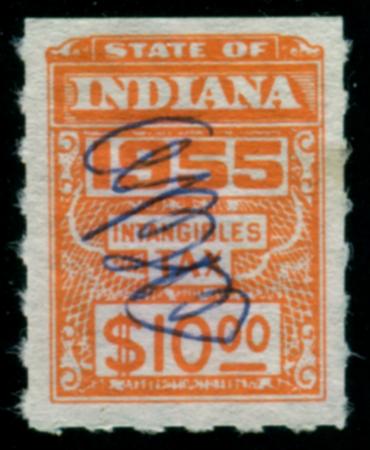 STATE OF
INDIANA
1955
INTANGIBLES
TAX
$10.00